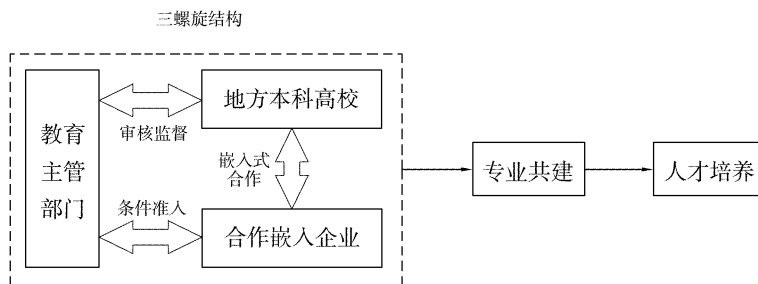 三螺旋结构
教育
主管
部门
审核监督
条件准入
地方本科高校
嵌入式
合作
合作嵌入企业
专业共建
人才培养